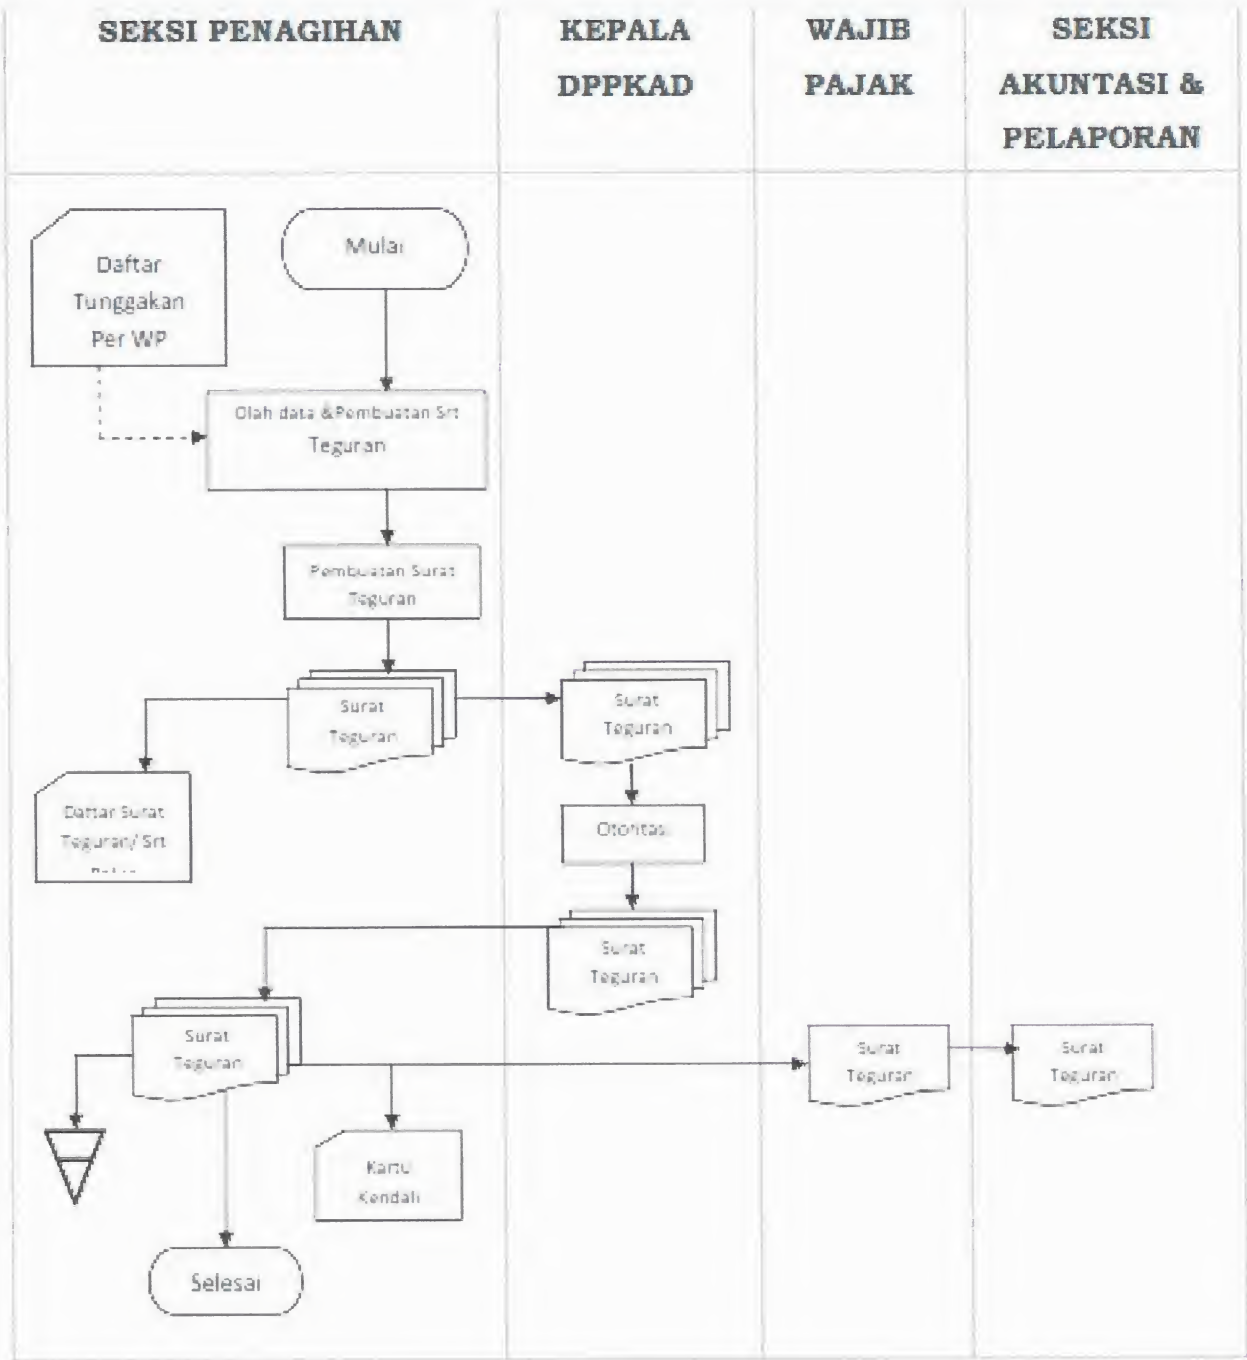 SEKSI PENAGIHAN
KEPALA
DPPKAD
WAJIB
PAJAK
SEKSI
AKUNTASI &
PELAPORAN
Daftar
Tunggakan
Per WP
Mulai
Olah data &Pembuatan Srt
Teguran
Pembuatan Surat
Teguran
Surat
Teguran
Surat
Teguran
Daftar Surat
Teguran/ Srt
Otoritasi
Surat
Teguran
Surat
Teguran
Surat
Teguran
Surat
Teguran
Kartu
Kendali
Selesai